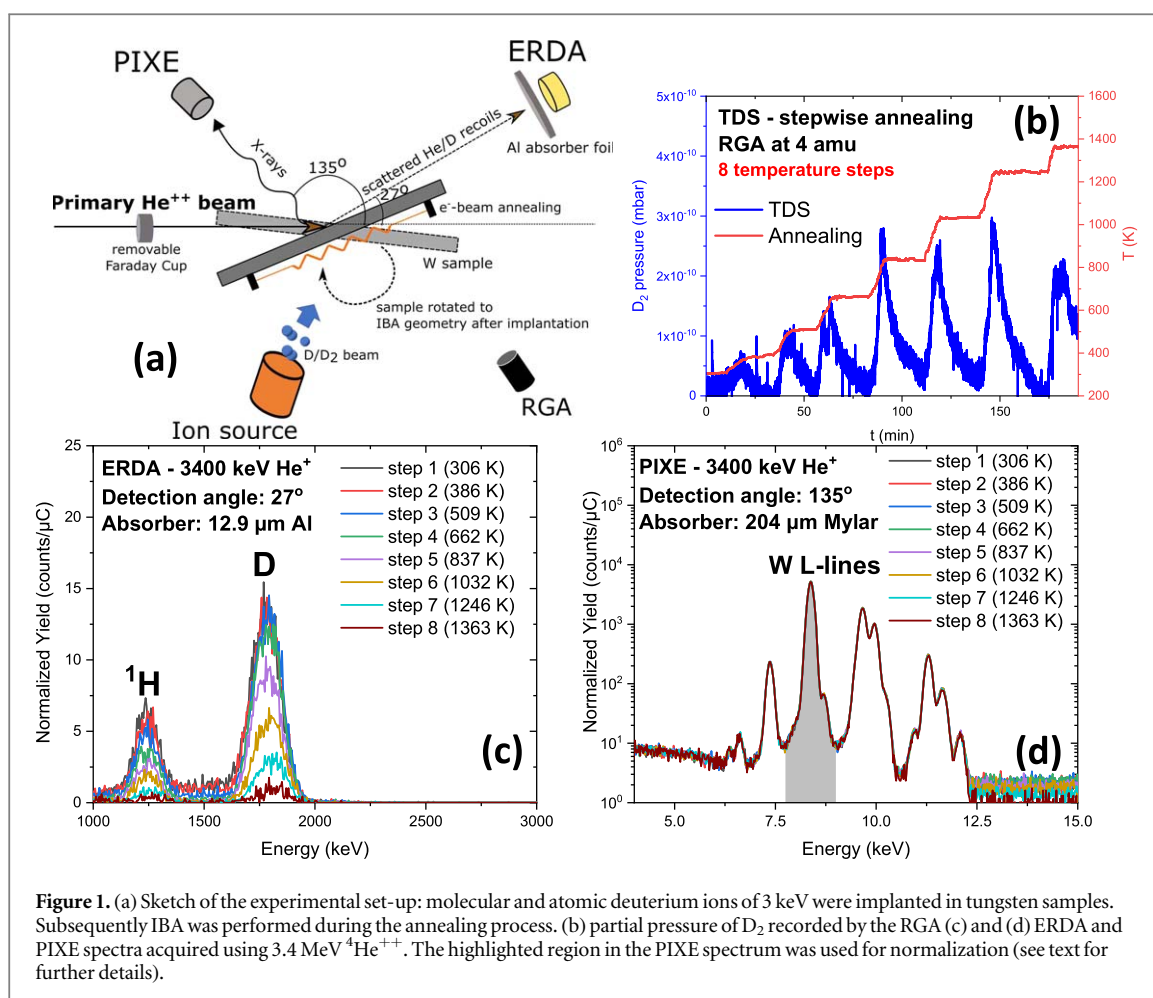 PIXE
ERDA
Al absorber foil
X-rays
135°
scattered He/D recoils
27°
Primary He⁺⁺ beam
e⁻-beam annealing
removable
Faraday Cup
W sample
sample rotated to
IBA geometry after implantation
D/D₂ beam
(a)
RGA
Ion source
TDS - stepwise annealing
RGA at 4 amu
8 temperature steps
(b)
TDS
Annealing
D₂ pressure (mbar)
5x10⁻¹⁰
4x10⁻¹⁰
3x10⁻¹⁰
2x10⁻¹⁰
1x10⁻¹⁰
0
1600
1400
1200
1000
800
600
400
200
T (K)
0 50 100 150
t (min)
ERDA - 3400 keV He⁺
Detection angle: 27°
Absorber: 12.9 µm Al
step 1 (306 K)
step 2 (386 K)
step 3 (509 K)
step 4 (662 K)
step 5 (837 K)
step 6 (1032 K)
step 7 (1246 K)
step 8 (1363 K)
D
¹H
(c)
Normalized Yield (counts/µC)
25
20
15
10
5
0
1000 1500 2000 2500 3000
Energy (keV)
PIXE - 3400 keV He⁺
Detection angle: 135°
Absorber: 204 µm Mylar
W L-lines
step 1 (306 K)
step 2 (386 K)
step 3 (509 K)
step 4 (662 K)
step 5 (837 K)
step 6 (1032 K)
step 7 (1246 K)
step 8 (1363 K)
(d)
Normalized Yield (counts/µC)
10⁶
10⁵
10⁴
10³
10²
10¹
10⁰
5.0 7.5 10.0 12.5 15.0
Energy (keV)
Figure 1. (a) Sketch of the experimental set-up: molecular and atomic deuterium ions of 3 keV were implanted in tungsten samples.
Subsequently IBA was performed during the annealing process. (b) partial pressure of D₂ recorded by the RGA (c) and (d) ERDA and
PIXE spectra acquired using 3.4 MeV ⁴He⁺⁺. The highlighted region in the PIXE spectrum was used for normalization (see text for
further details).